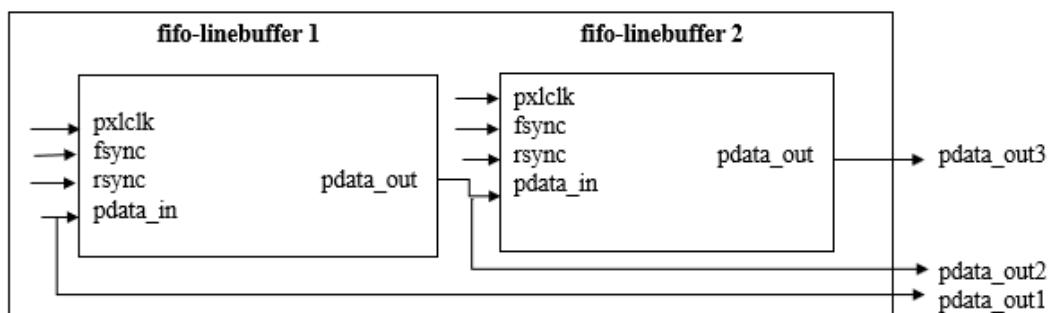 fifo-linebuffer 1
fifo-linebuffer 2
pxlclk
fsync
rsync
pdata_in
pdata_out
pxlclk
fsync
rsync
pdata_in
pdata_out
pdata_out3
pdata_out2
pdata_out1